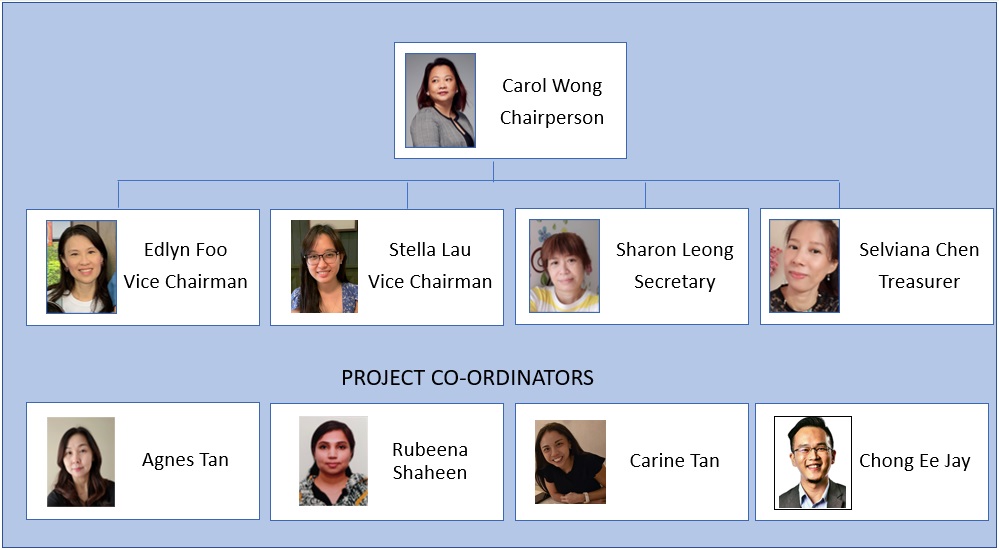 Carol Wong
Chairperson
Edlyn Foo
Vice Chairman
Stella Lau
Vice Chairman
Sharon Leong
Secretary
Selviana Chen
Treasurer
PROJECT CO-ORDINATORS
Agnes Tan
Rubeena
Shaheen
Carine Tan
Chong Ee Jay